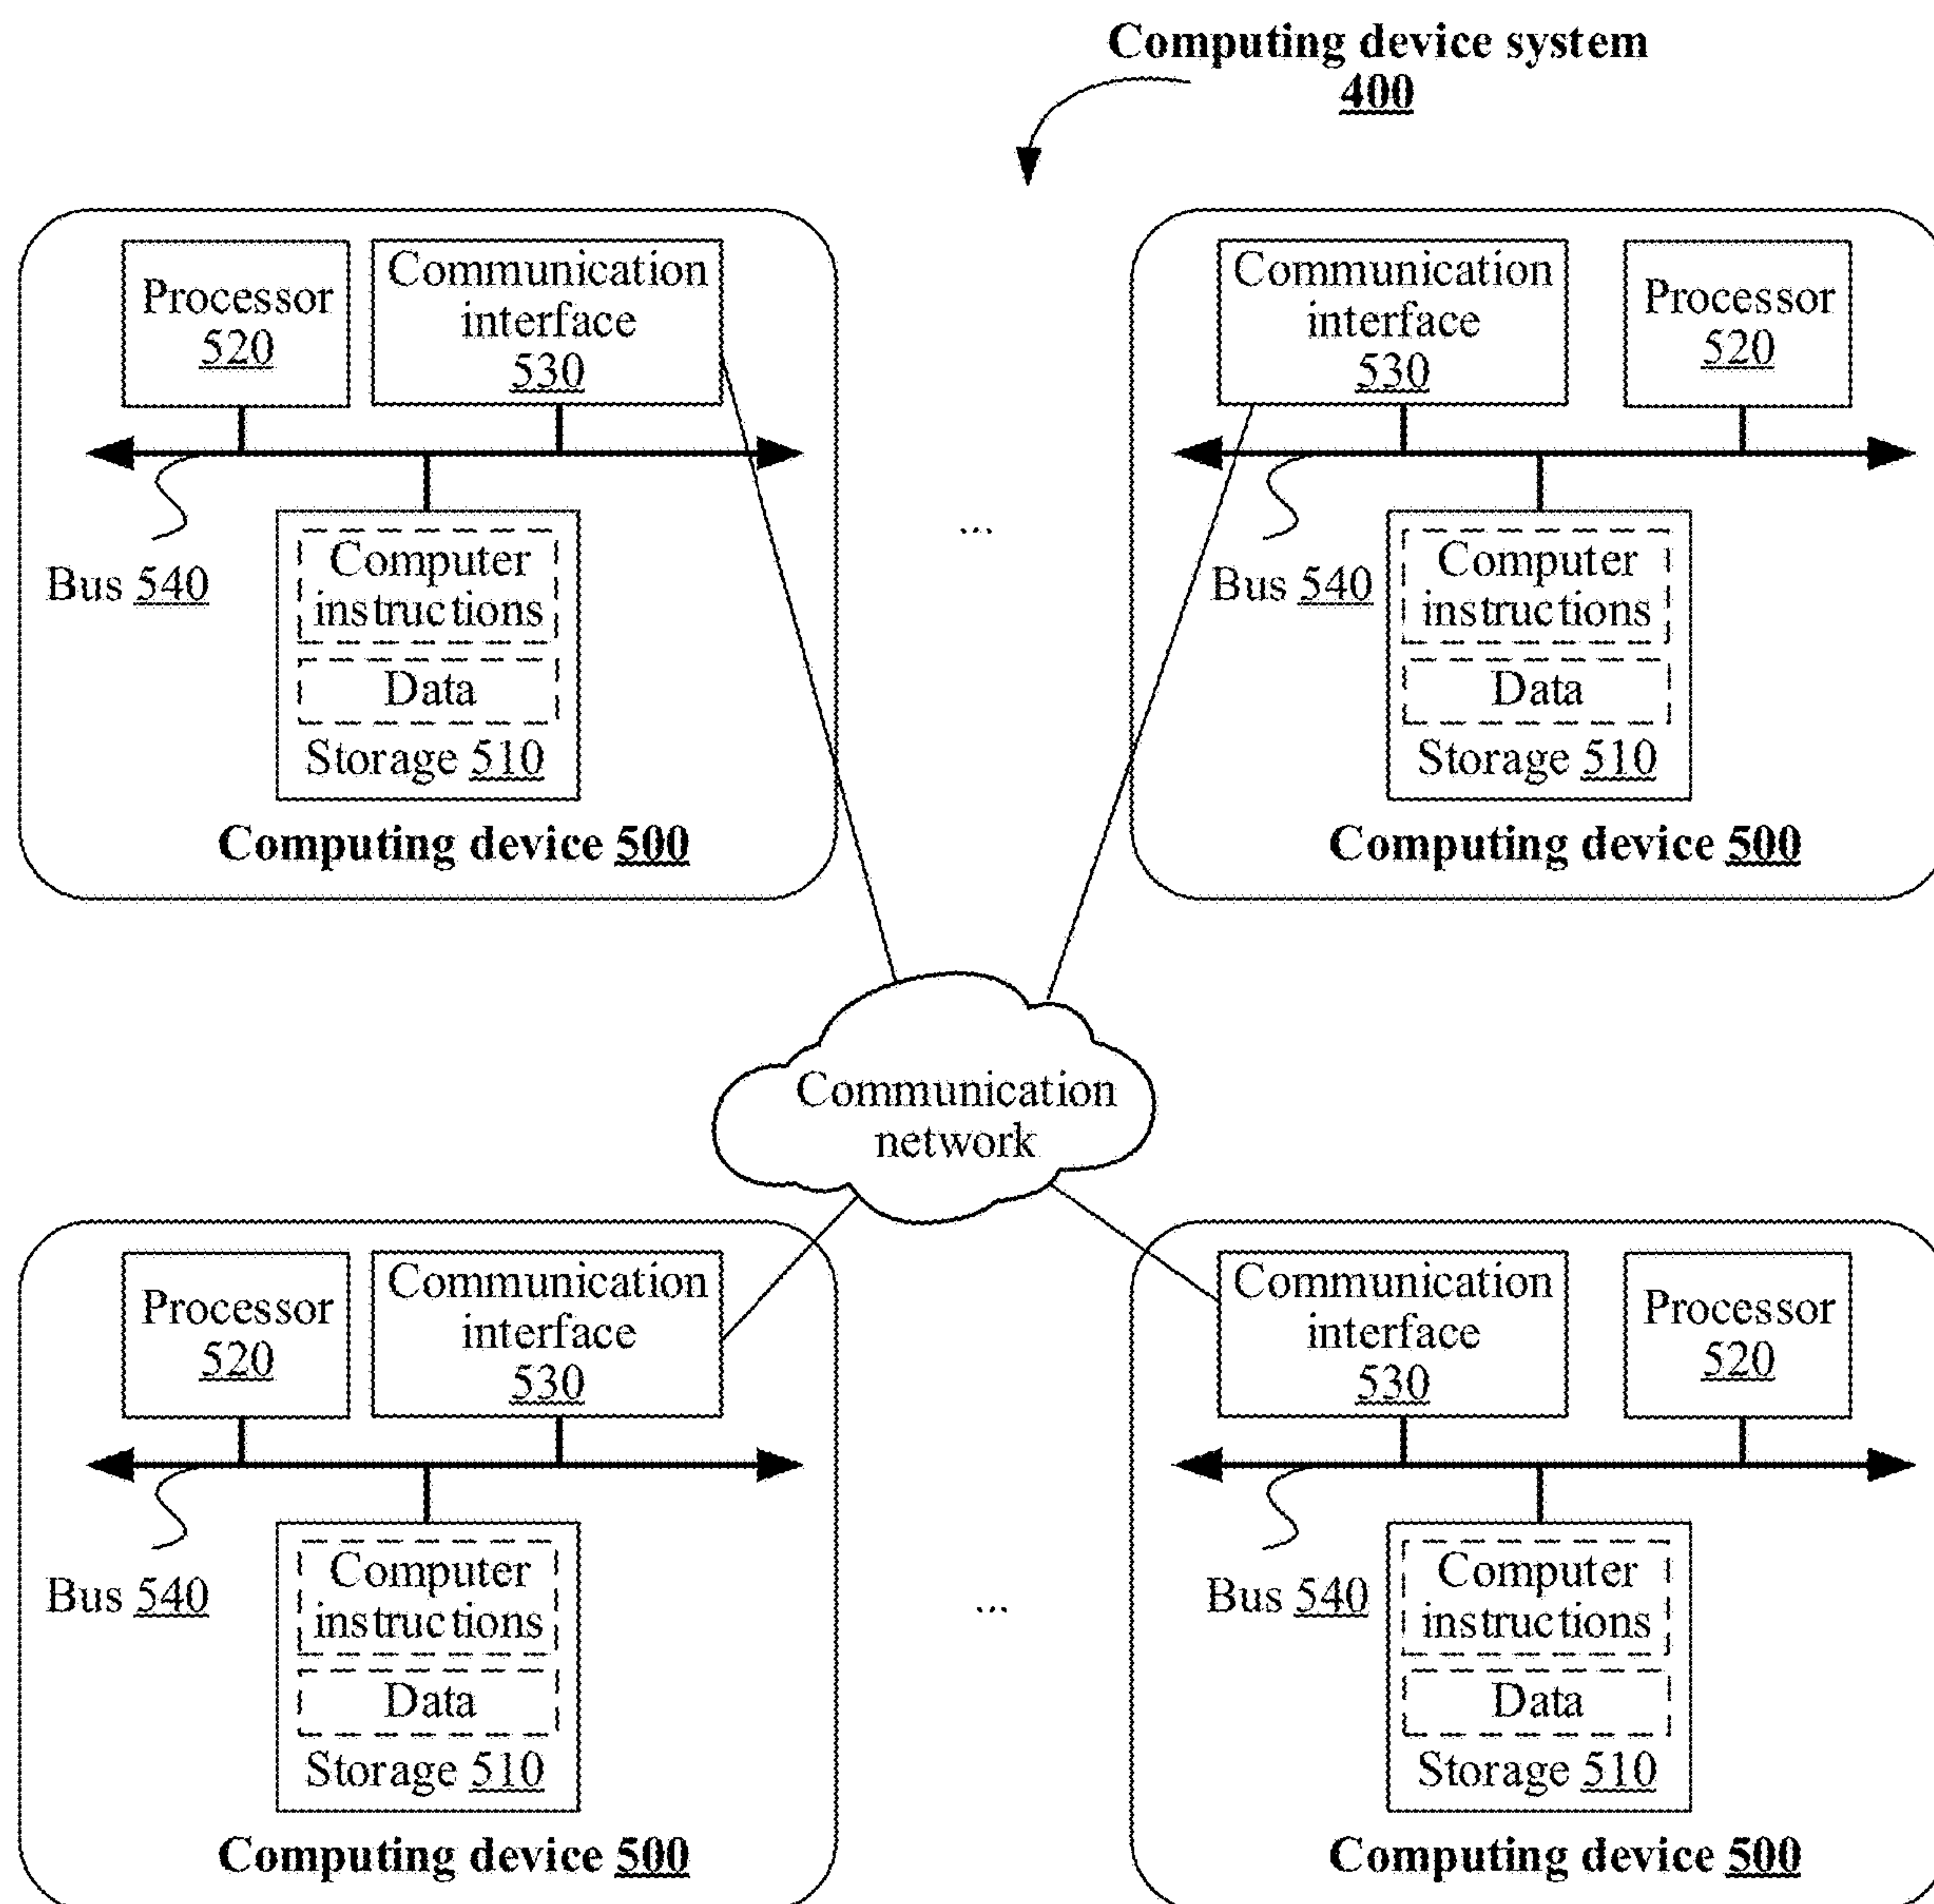 Computing device system
400
Processor
520
Communication
interface
530
Bus 540
Computer
instructions
Data
Storage 510
Computing device 500
...
Communication
interface
530
Processor
520
Bus 540
Computer
instructions
Data
Storage 510
Computing device 500
Communication
network
Processor
520
Communication
interface
530
Bus 540
Computer
instructions
Data
Storage 510
Computing device 500
...
Communication
interface
530
Processor
520
Bus 540
Computer
instructions
Data
Storage 510
Computing device 500